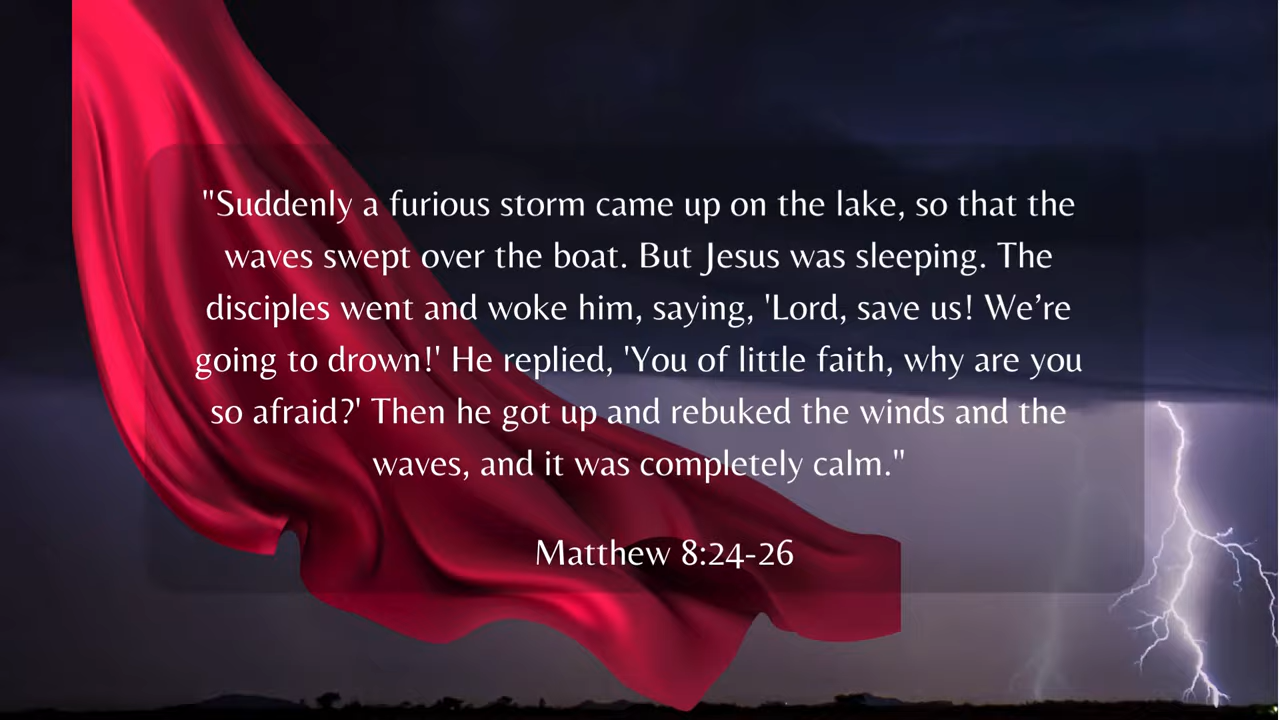 "Suddenly a furious storm came up on the lake, so that the
waves swept over the boat. But Jesus was sleeping. The
disciples went and woke him, saying, 'Lord, save us! We’re
going to drown!' He replied, 'You of little faith, why are you
so afraid?' Then he got up and rebuked the winds and the
waves, and it was completely calm."
Matthew 8:24-26